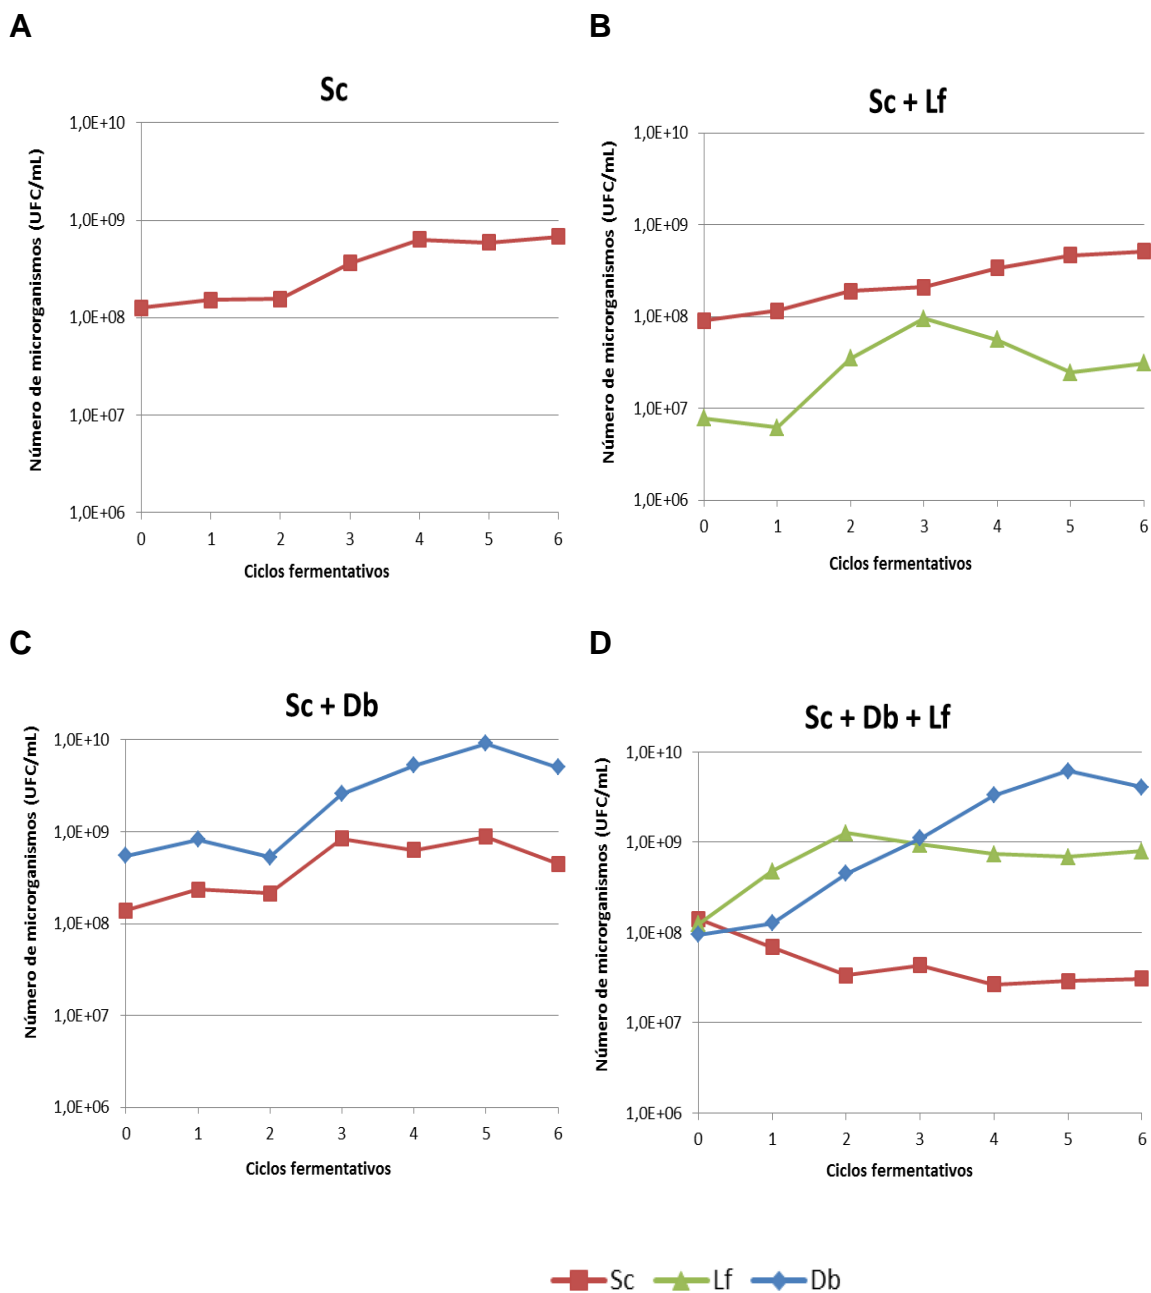 A
Sc
Número de microrganismos (UFC/mL)
1,0E+10
1,0E+09
1,0E+08
1,0E+07
1,0E+06
0 1 2 3 4 5 6
Ciclos fermentativos
B
Sc + Lf
Número de microrganismos (UFC/mL)
1,0E+10
1,0E+09
1,0E+08
1,0E+07
1,0E+06
0 1 2 3 4 5 6
Ciclos fermentativos
C
Sc + Db
Número de microrganismos (UFC/mL)
1,0E+10
1,0E+09
1,0E+08
1,0E+07
1,0E+06
0 1 2 3 4 5 6
Ciclos fermentativos
D
Sc + Db + Lf
Número de microrganismos (UFC/mL)
1,0E+10
1,0E+09
1,0E+08
1,0E+07
1,0E+06
0 1 2 3 4 5 6
Ciclos fermentativos
Sc Lf Db